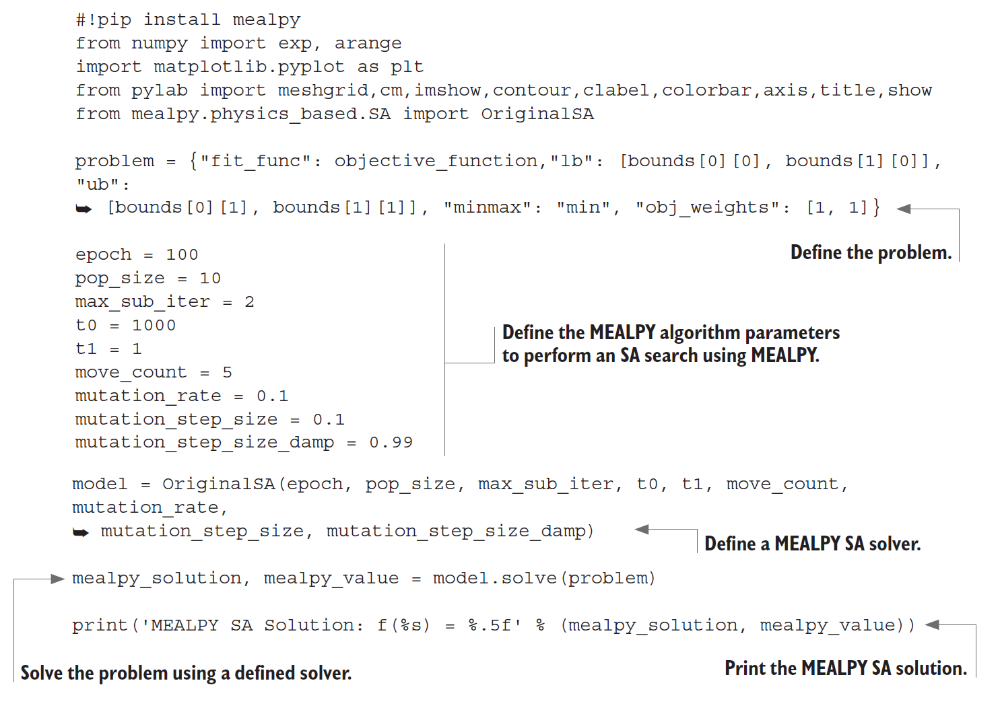 #!pip install mealpy
from numpy import exp, arange
import matplotlib.pyplot as plt
from pylab import meshgrid,cm,imshow,contour,clabel,colorbar,axis,title,show
from mealpy.physics_based.SA import OriginalSA
problem = {"fit_func": objective_function,"lb": [bounds[0][0], bounds[1][0]],
"ub":
➥ [bounds[0][1], bounds[1][1]], "minmax": "min", "obj_weights": [1, 1]}
Define the problem.
epoch = 100
pop_size = 10
max_sub_iter = 2
t0 = 1000
t1 = 1
move_count = 5
mutation_rate = 0.1
mutation_step_size = 0.1
mutation_step_size_damp = 0.99
Define the MEALPY algorithm parameters
to perform an SA search using MEALPY.
model = OriginalSA(epoch, pop_size, max_sub_iter, t0, t1, move_count,
mutation_rate,
➥ mutation_step_size, mutation_step_size_damp)
Define a MEALPY SA solver.
mealpy_solution, mealpy_value = model.solve(problem)
print('MEALPY SA Solution: f(%s) = %.5f' % (mealpy_solution, mealpy_value))
Solve the problem using a defined solver.
Print the MEALPY SA solution.